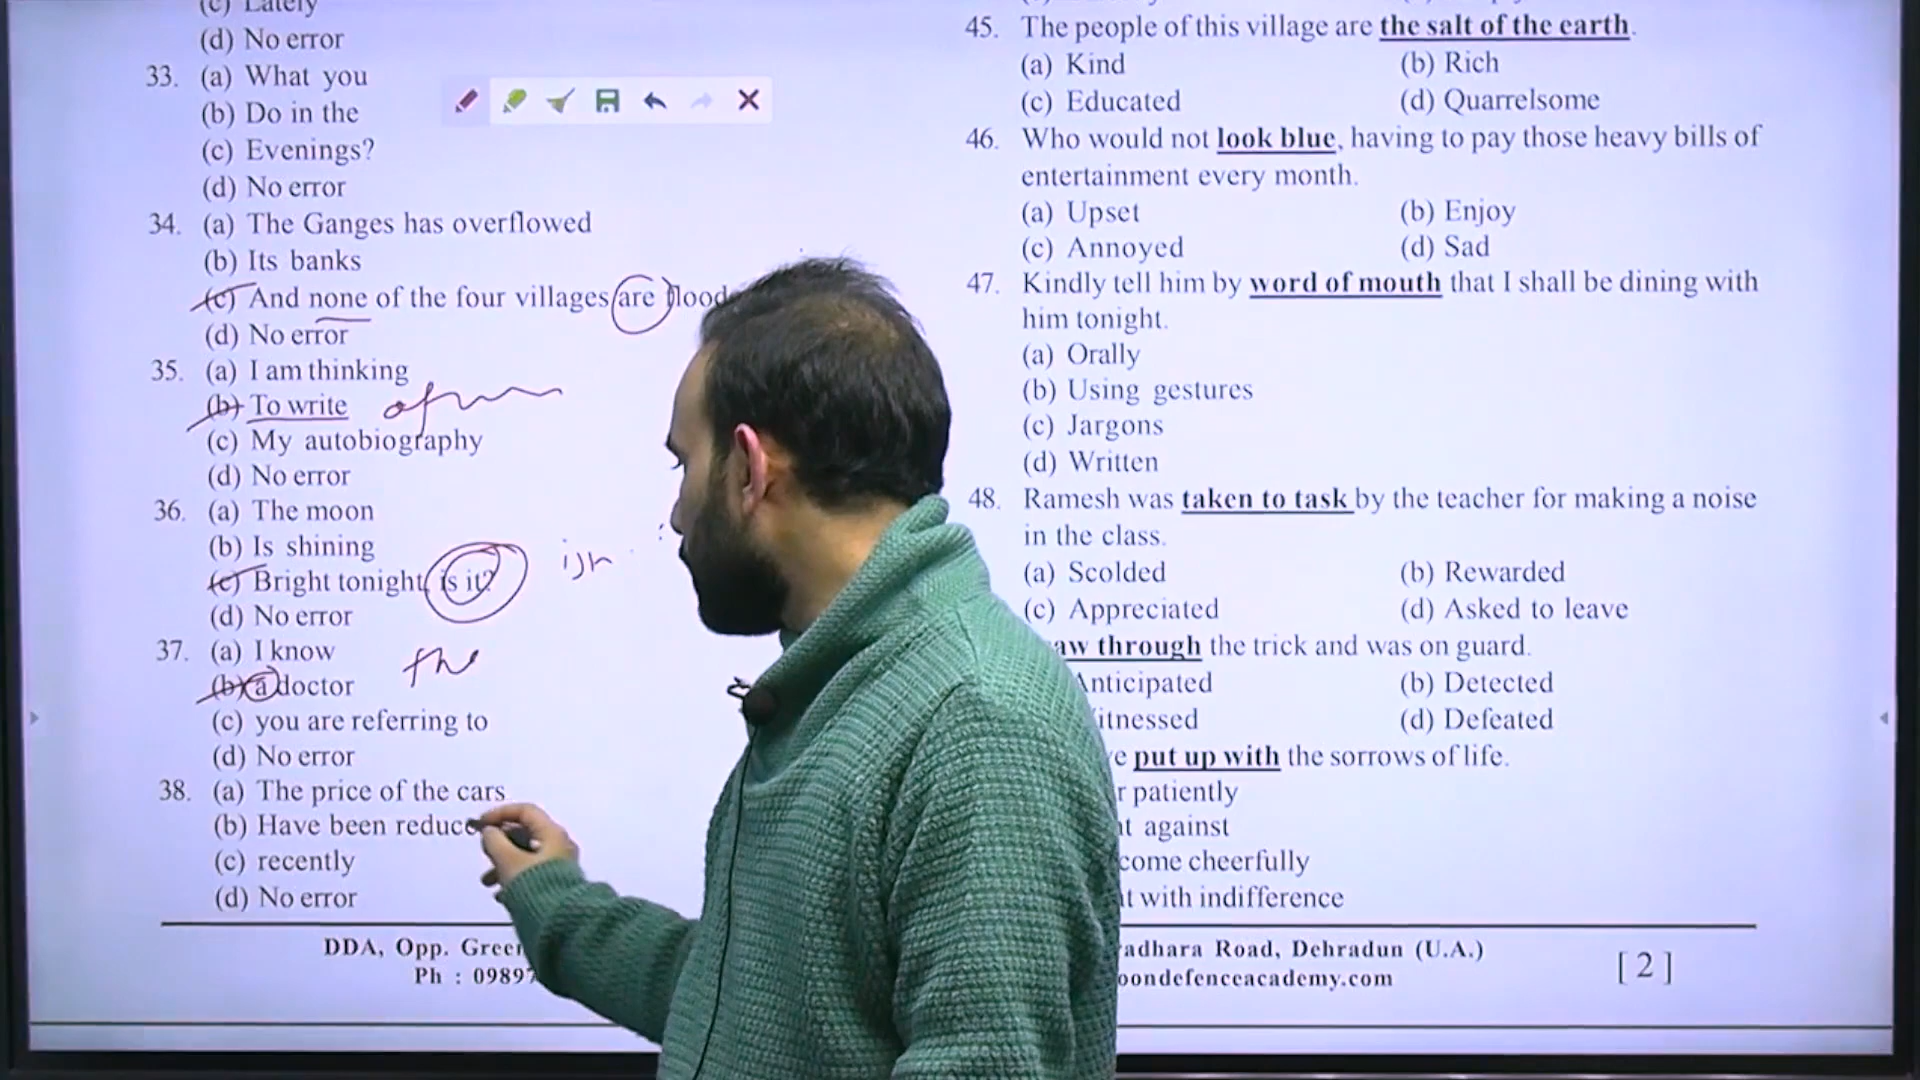 (c) Lately
(d) No error
33. (a) What you
(b) Do in the
(c) Evenings?
(d) No error
34. (a) The Ganges has overflowed
(b) Its banks
(c) And none of the four villages are flood
(d) No error
35. (a) I am thinking
(b) To write of
(c) My autobiography
(d) No error
36. (a) The moon
(b) Is shining
(c) Bright tonight, is it? isn
(d) No error
37. (a) I know
(b) a doctor the
(c) you are referring to
(d) No error
38. (a) The price of the cars
(b) Have been reduce
(c) recently
(d) No error
45. The people of this village are the salt of the earth.
(a) Kind (b) Rich
(c) Educated (d) Quarrelsome
46. Who would not look blue, having to pay those heavy bills of
entertainment every month.
(a) Upset (b) Enjoy
(c) Annoyed (d) Sad
47. Kindly tell him by word of mouth that I shall be dining with
him tonight.
(a) Orally
(b) Using gestures
(c) Jargons
(d) Written
48. Ramesh was taken to task by the teacher for making a noise
in the class.
(a) Scolded (b) Rewarded
(c) Appreciated (d) Asked to leave
aw through the trick and was on guard.
Anticipated (b) Detected
itnessed (d) Defeated
e put up with the sorrows of life.
r patiently
t against
come cheerfully
t with indifference
DDA, Opp. Green
adhara Road, Dehradun (U.A.)
Ph : 09897
oondefenceacademy.com
[ 2 ]